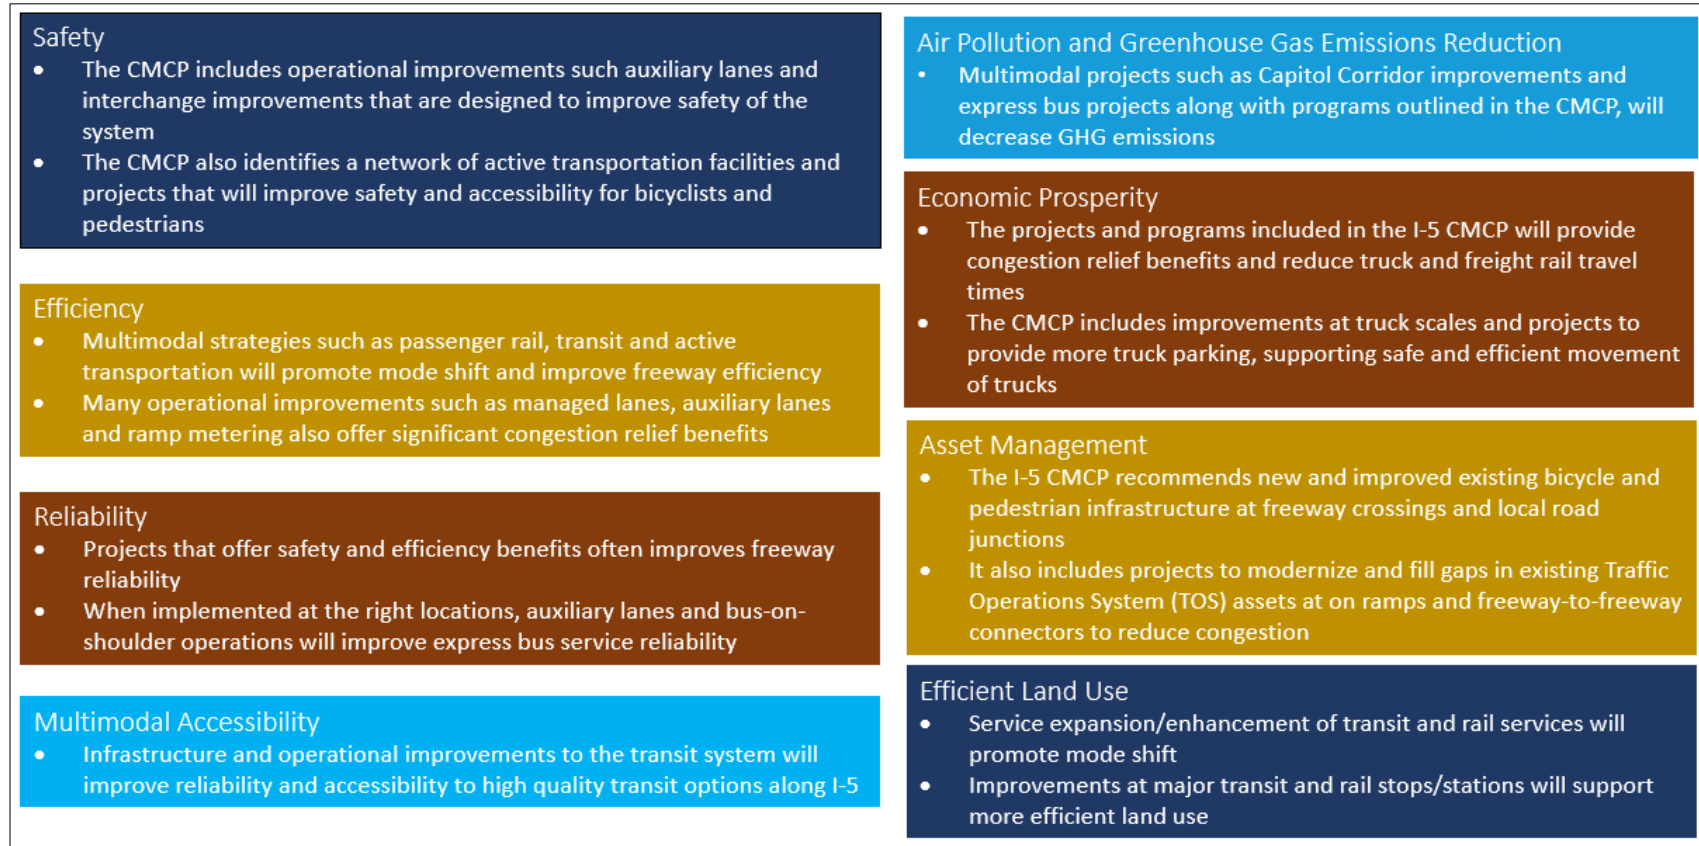 Safety
• The CMCP includes operational improvements such auxiliary lanes and
interchange improvements that are designed to improve safety of the
system
• The CMCP also identifies a network of active transportation facilities and
projects that will improve safety and accessibility for bicyclists and
pedestrians
Efficiency
• Multimodal strategies such as passenger rail, transit and active
transportation will promote mode shift and improve freeway efficiency
• Many operational improvements such as managed lanes, auxiliary lanes
and ramp metering also offer significant congestion relief benefits
Reliability
• Projects that offer safety and efficiency benefits often improves freeway
reliability
• When implemented at the right locations, auxiliary lanes and bus-on-
shoulder operations will improve express bus service reliability
Multimodal Accessibility
• Infrastructure and operational improvements to the transit system will
improve reliability and accessibility to high quality transit options along I-5
Air Pollution and Greenhouse Gas Emissions Reduction
• Multimodal projects such as Capitol Corridor improvements and
express bus projects along with programs outlined in the CMCP, will
decrease GHG emissions
Economic Prosperity
• The projects and programs included in the I-5 CMCP will provide
congestion relief benefits and reduce truck and freight rail travel
times
• The CMCP includes improvements at truck scales and projects to
provide more truck parking, supporting safe and efficient movement
of trucks
Asset Management
• The I-5 CMCP recommends new and improved existing bicycle and
pedestrian infrastructure at freeway crossings and local road
junctions
• It also includes projects to modernize and fill gaps in existing Traffic
Operations System (TOS) assets at on ramps and freeway-to-freeway
connectors to reduce congestion
Efficient Land Use
• Service expansion/enhancement of transit and rail services will
promote mode shift
• Improvements at major transit and rail stops/stations will support
more efficient land use